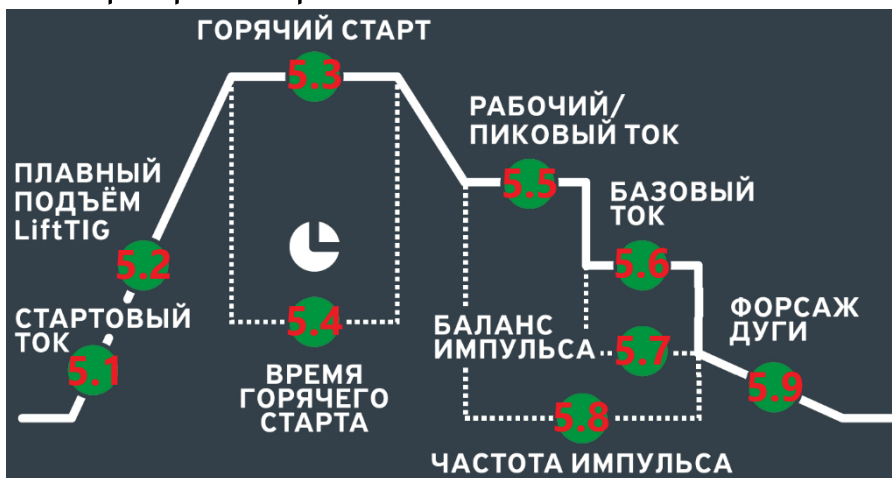 ГОРЯЧИЙ СТАРТ
5.3
РАБОЧИЙ/
ПИКОВЫЙ ТОК
5.5
ПЛАВНЫЙ
ПОДЪЁМ
LiftTIG
5.2
БАЗОВЫЙ
ТОК
5.6
СТАРТОВЫЙ
ТОК
5.1
5.4
ВРЕМЯ
ГОРЯЧЕГО
СТАРТА
БАЛАНС
ИМПУЛЬСА
5.7
ФОРСАЖ
ДУГИ
5.9
5.8
ЧАСТОТА ИМПУЛЬСА